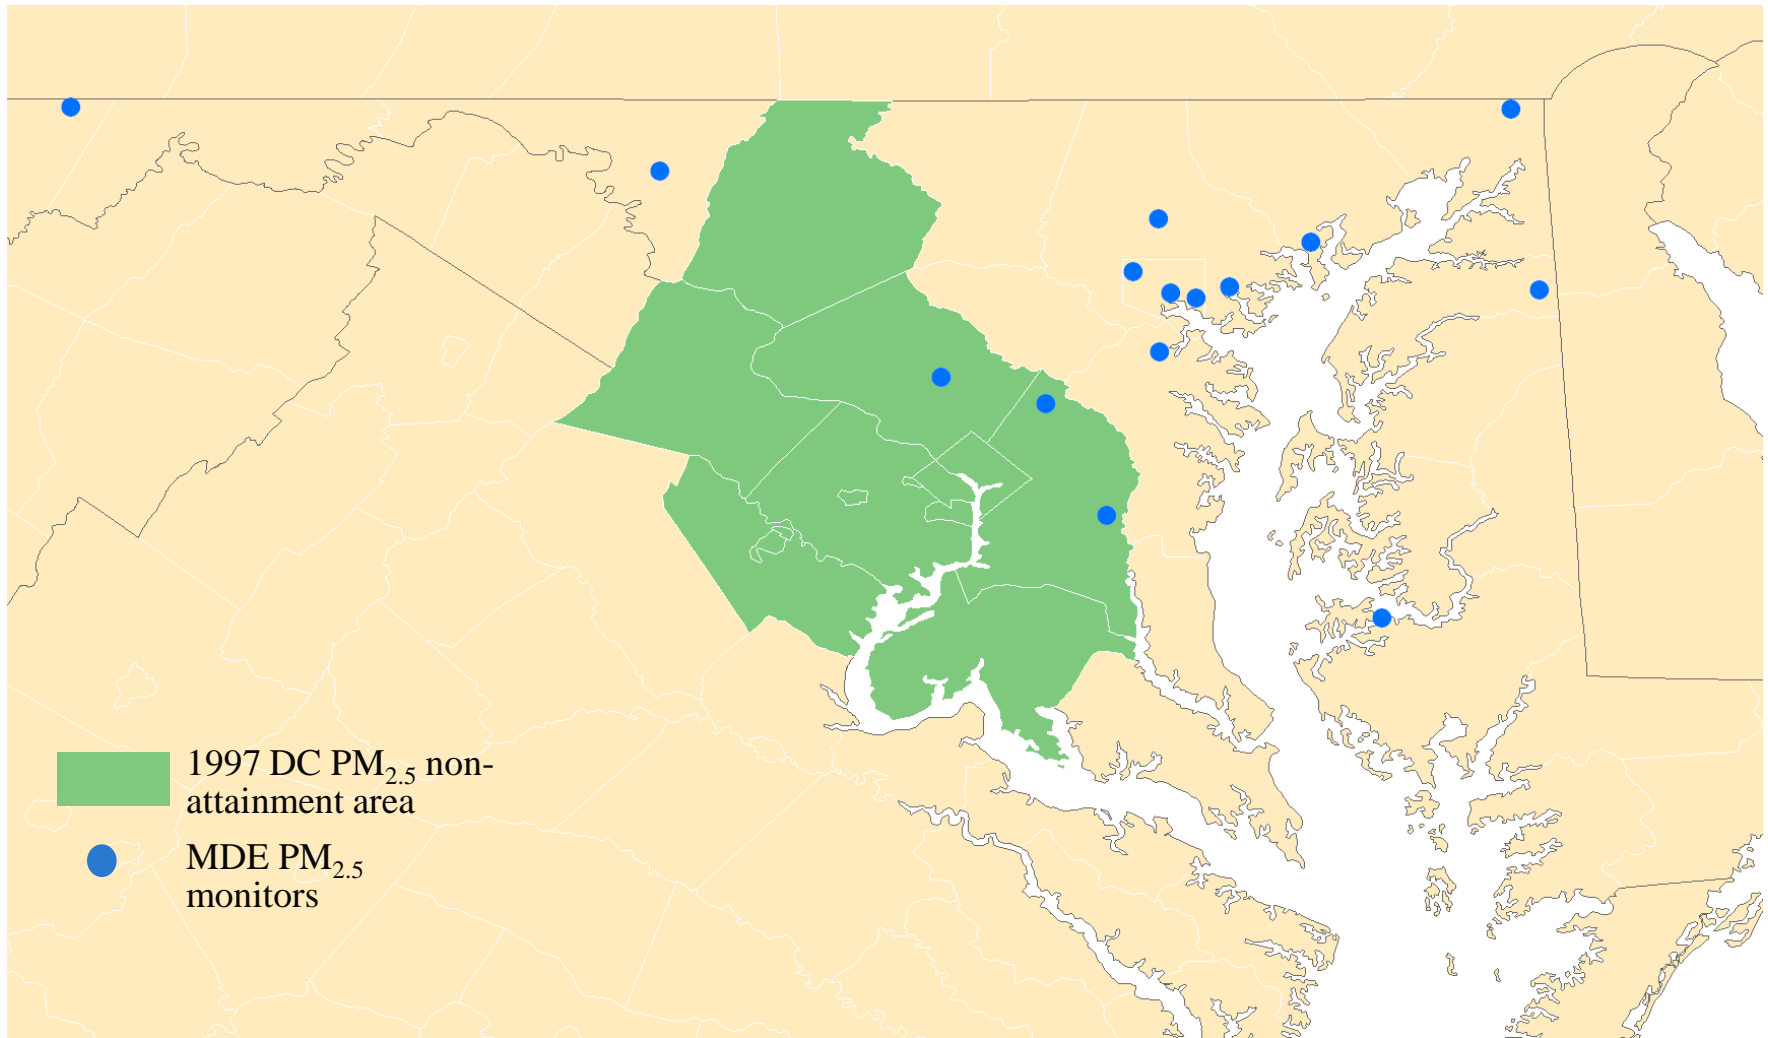 1997 DC PM2.5 non-
attainment area
MDE PM2.5
monitors